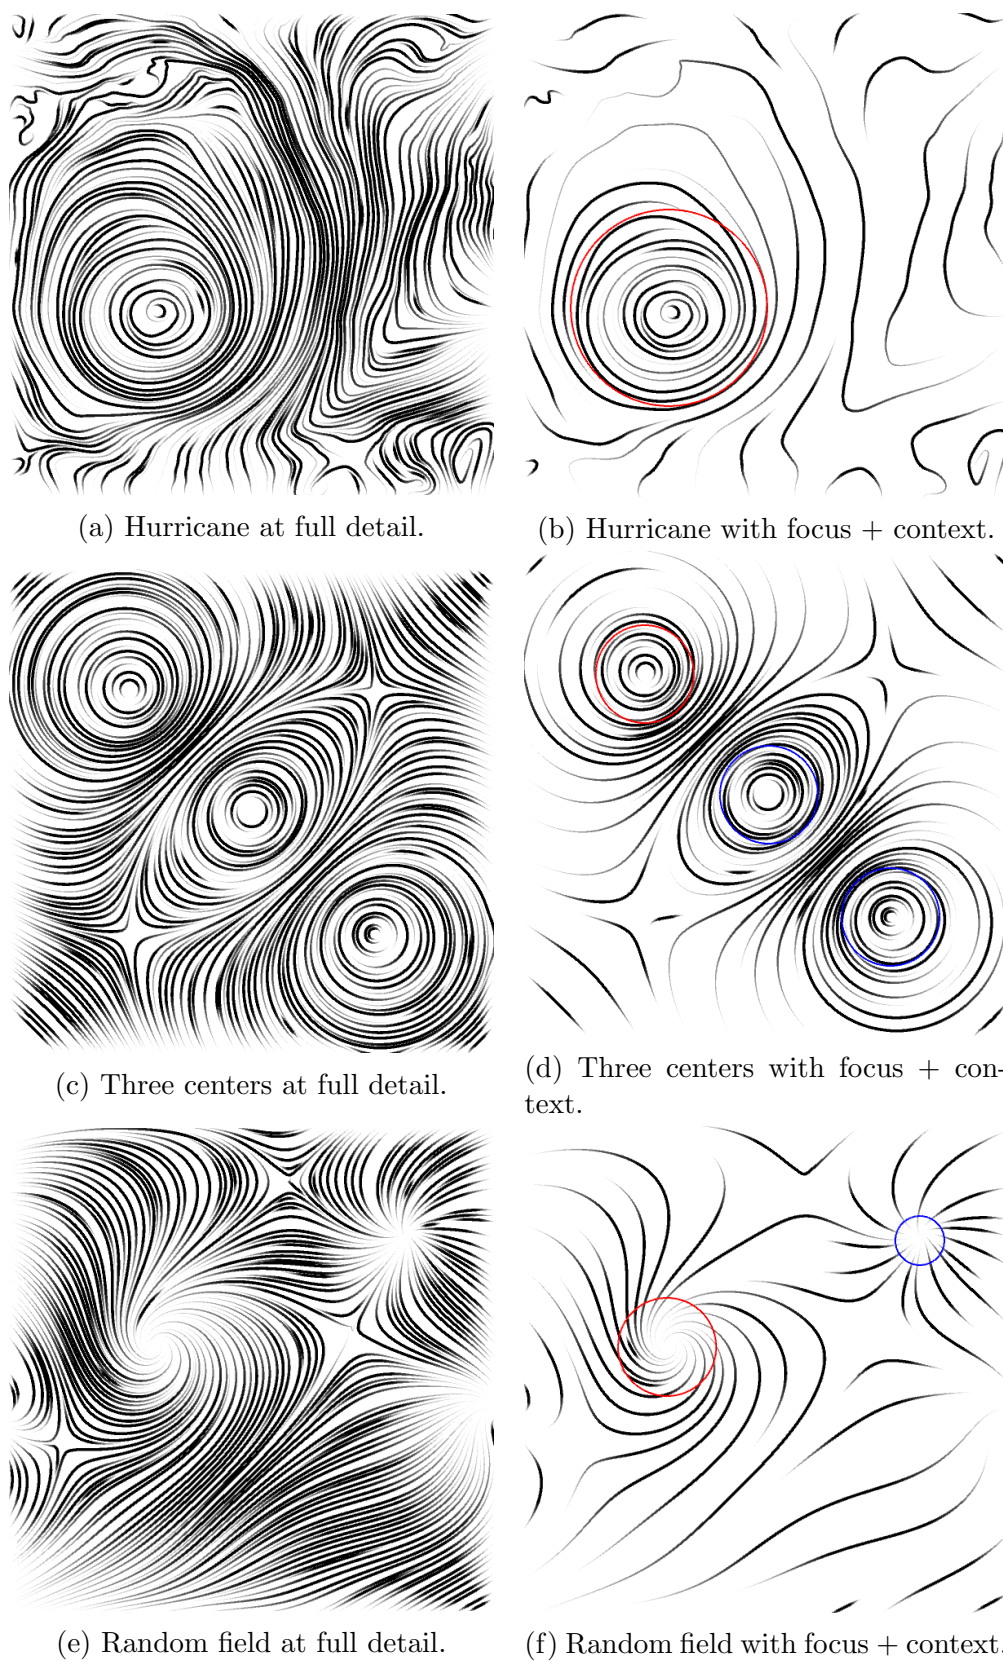 (a) Hurricane at full detail.
(b) Hurricane with focus + context.
(c) Three centers at full detail.
(d) Three centers with focus + con-
text.
(e) Random field at full detail.
(f) Random field with focus + context.